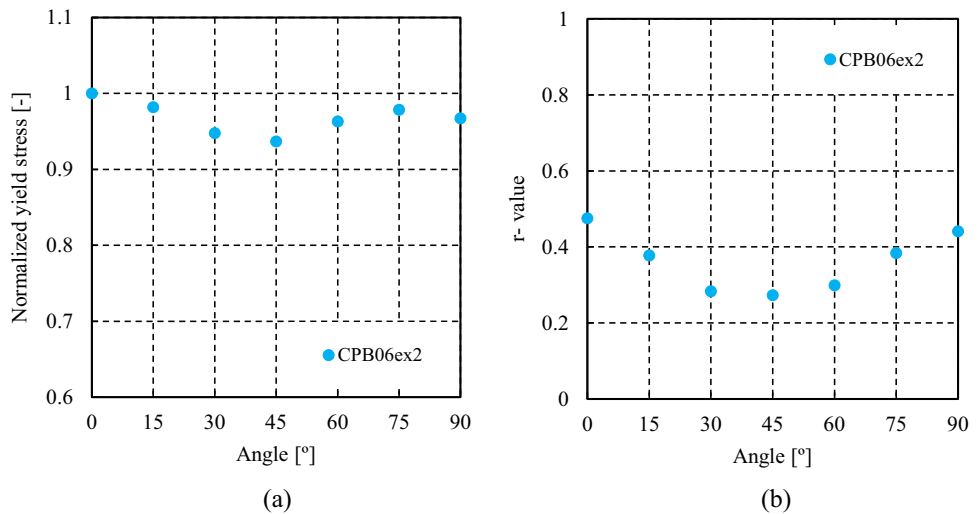 Normalized yield stress [-]
1.1
1
0.9
0.8
0.7
0.6
CPB06ex2
0 15 30 45 60 75 90
Angle [º]
(a)
r- value
1
0.8
0.6
0.4
0.2
0
CPB06ex2
0 15 30 45 60 75 90
Angle [º]
(b)